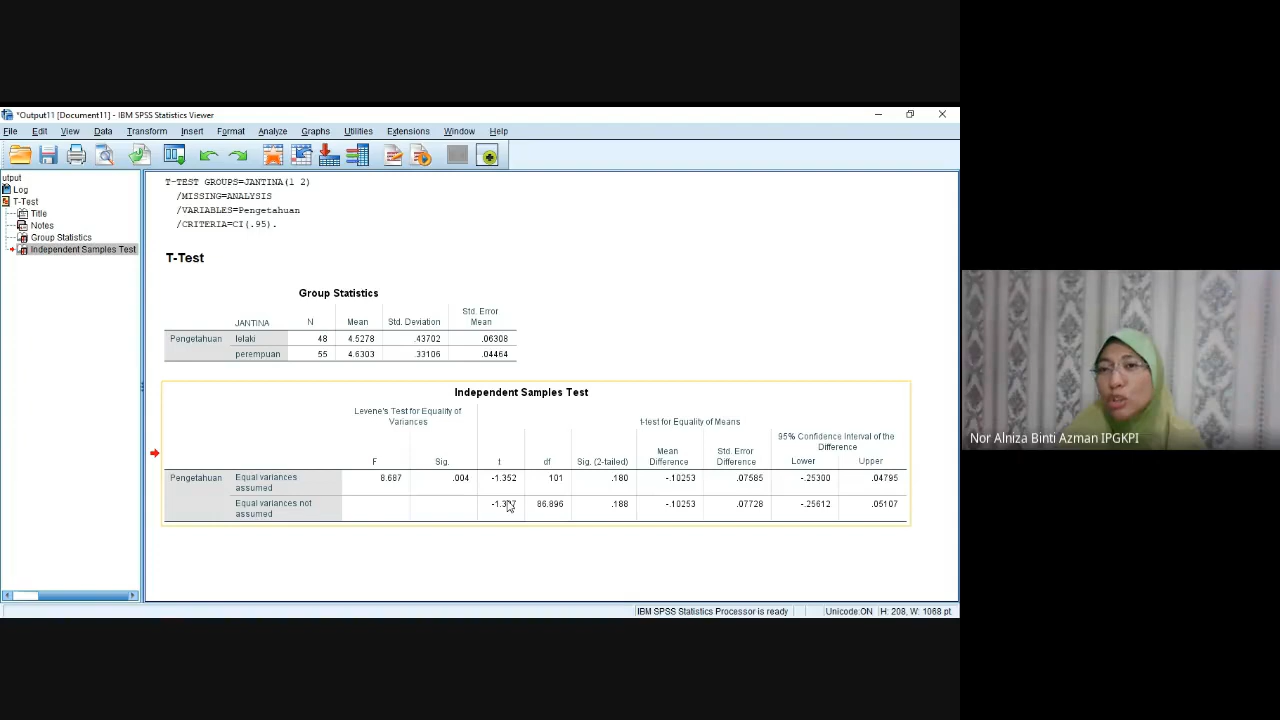 *Output11 [Document11] - IBM SPSS Statistics Viewer
File Edit View Data Transform Insert Format Analyze Graphs Utilities Extensions Window Help
utput
Log
T-Test
Title
Notes
Group Statistics
Independent Samples Test
T-TEST GROUPS=JANTINA(1 2)
/MISSING=ANALYSIS
/VARIABLES=Pengetahuan
/CRITERIA=CI(.95).
T-Test
Group Statistics
JANTINA N Mean Std. Deviation Std. Error Mean
Pengetahuan lelaki 48 4.5278 .43702 .06308
perempuan 55 4.6303 .33106 .04464
Independent Samples Test
Levene's Test for Equality of Variances
t-test for Equality of Means
95% Confidence Interval of the Difference
F Sig. t df Sig. (2-tailed) Mean Difference Std. Error Difference Lower Upper
Pengetahuan Equal variances assumed 8.687 .004 -1.352 101 .180 -.10253 .07585 -.25300 .04795
Equal variances not assumed 86.896 .188 -.10253 .07728 -.25612 .05107
IBM SPSS Statistics Processor is ready Unicode:ON H: 208, W: 1068 pt
Nor Alniza Binti Azman IPGKPI